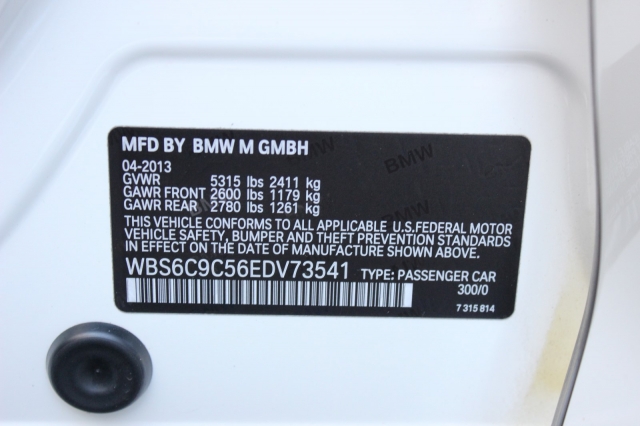 MFD BY BMW M GMBH
04-2013
GVWR 5315 lbs 2411 kg
GAWR FRONT 2600 lbs 1179 kg
GAWR REAR 2780 lbs 1261 kg
THIS VEHICLE CONFORMS TO ALL APPLICABLE U.S.FEDERAL MOTOR
VEHICLE SAFETY, BUMPER AND THEFT PREVENTION STANDARDS
IN EFFECT ON THE DATE OF MANUFACTURE SHOWN ABOVE.
WBS6C9C56EDV73541 TYPE: PASSENGER CAR
300/0
7 315 814
BMW